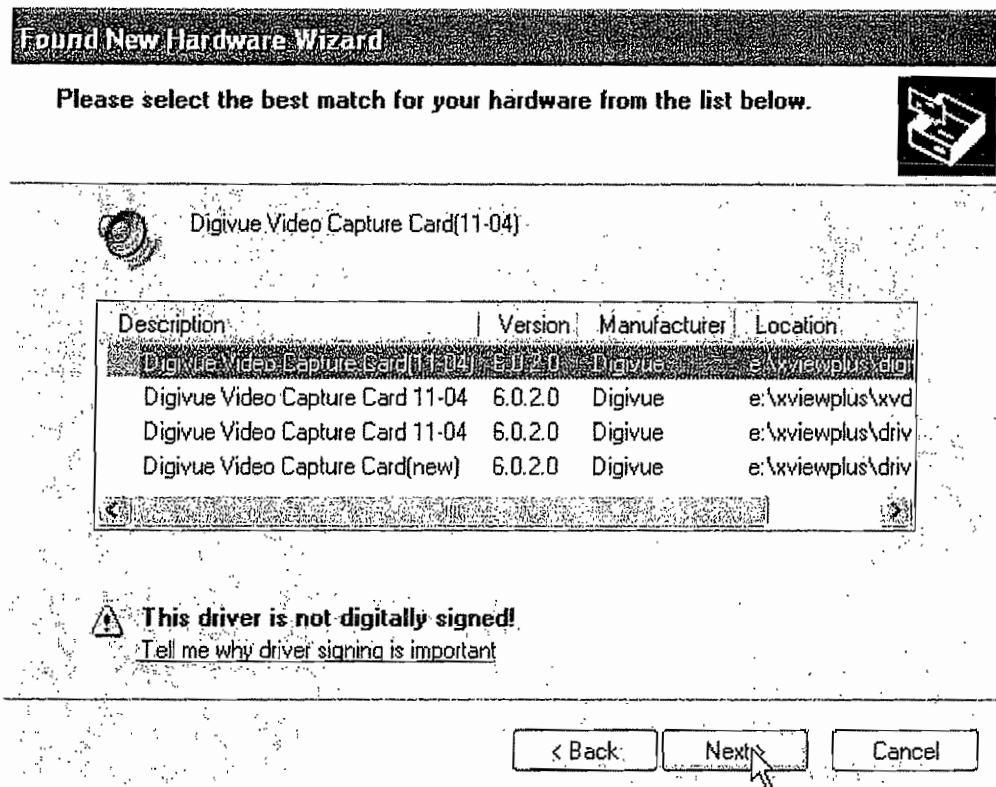 Found New Hardware Wizard
Please select the best match for your hardware from the list below.
Digivue Video Capture Card(11-04)
Description Version Manufacturer Location
Digivue Video Capture Card(11-04) 6.0.2.0 Digivue e:\xviewplus\xdigi
Digivue Video Capture Card 11-04 6.0.2.0 Digivue e:\xviewplus\xvd
Digivue Video Capture Card 11-04 6.0.2.0 Digivue e:\xviewplus\driv
Digivue Video Capture Card(new) 6.0.2.0 Digivue e:\xviewplus\driv
This driver is not digitally signed!
Tell me why driver signing is important
< Back Next > Cancel